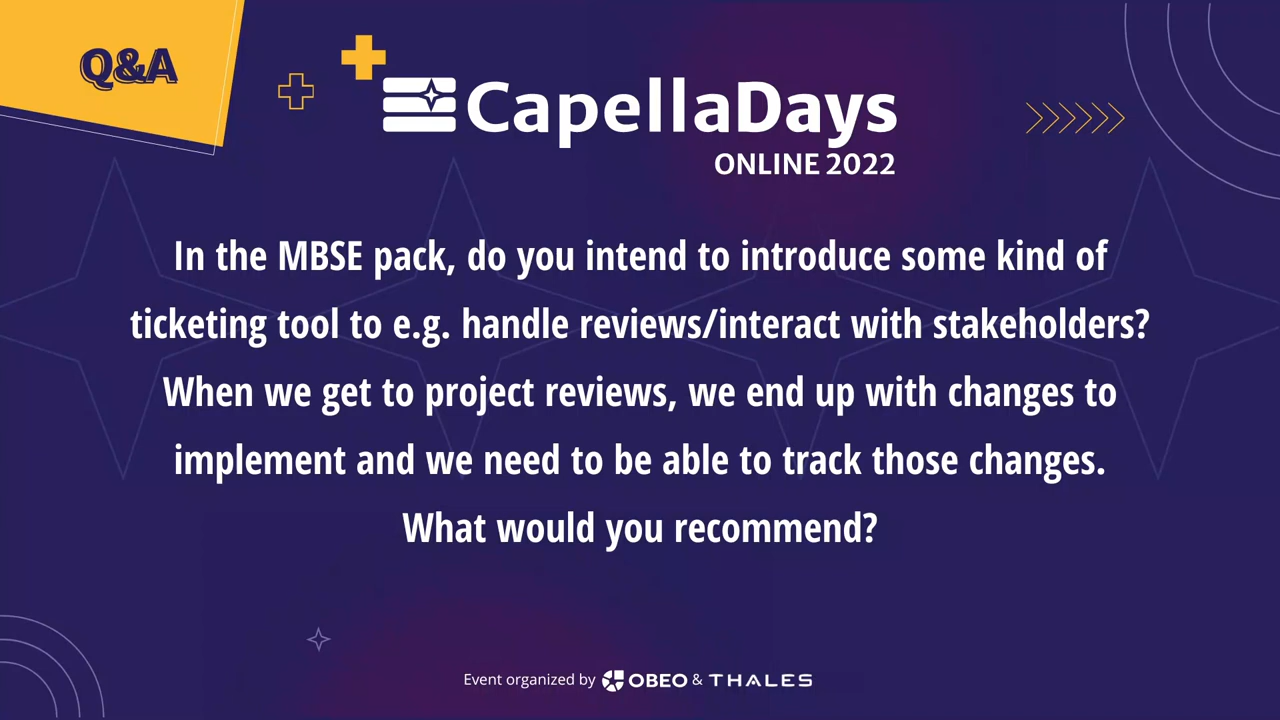 Q&A
CapellaDays
ONLINE 2022
In the MBSE pack, do you intend to introduce some kind of
ticketing tool to e.g. handle reviews/interact with stakeholders?
When we get to project reviews, we end up with changes to
implement and we need to be able to track those changes.
What would you recommend?
Event organized by OBEO & THALES